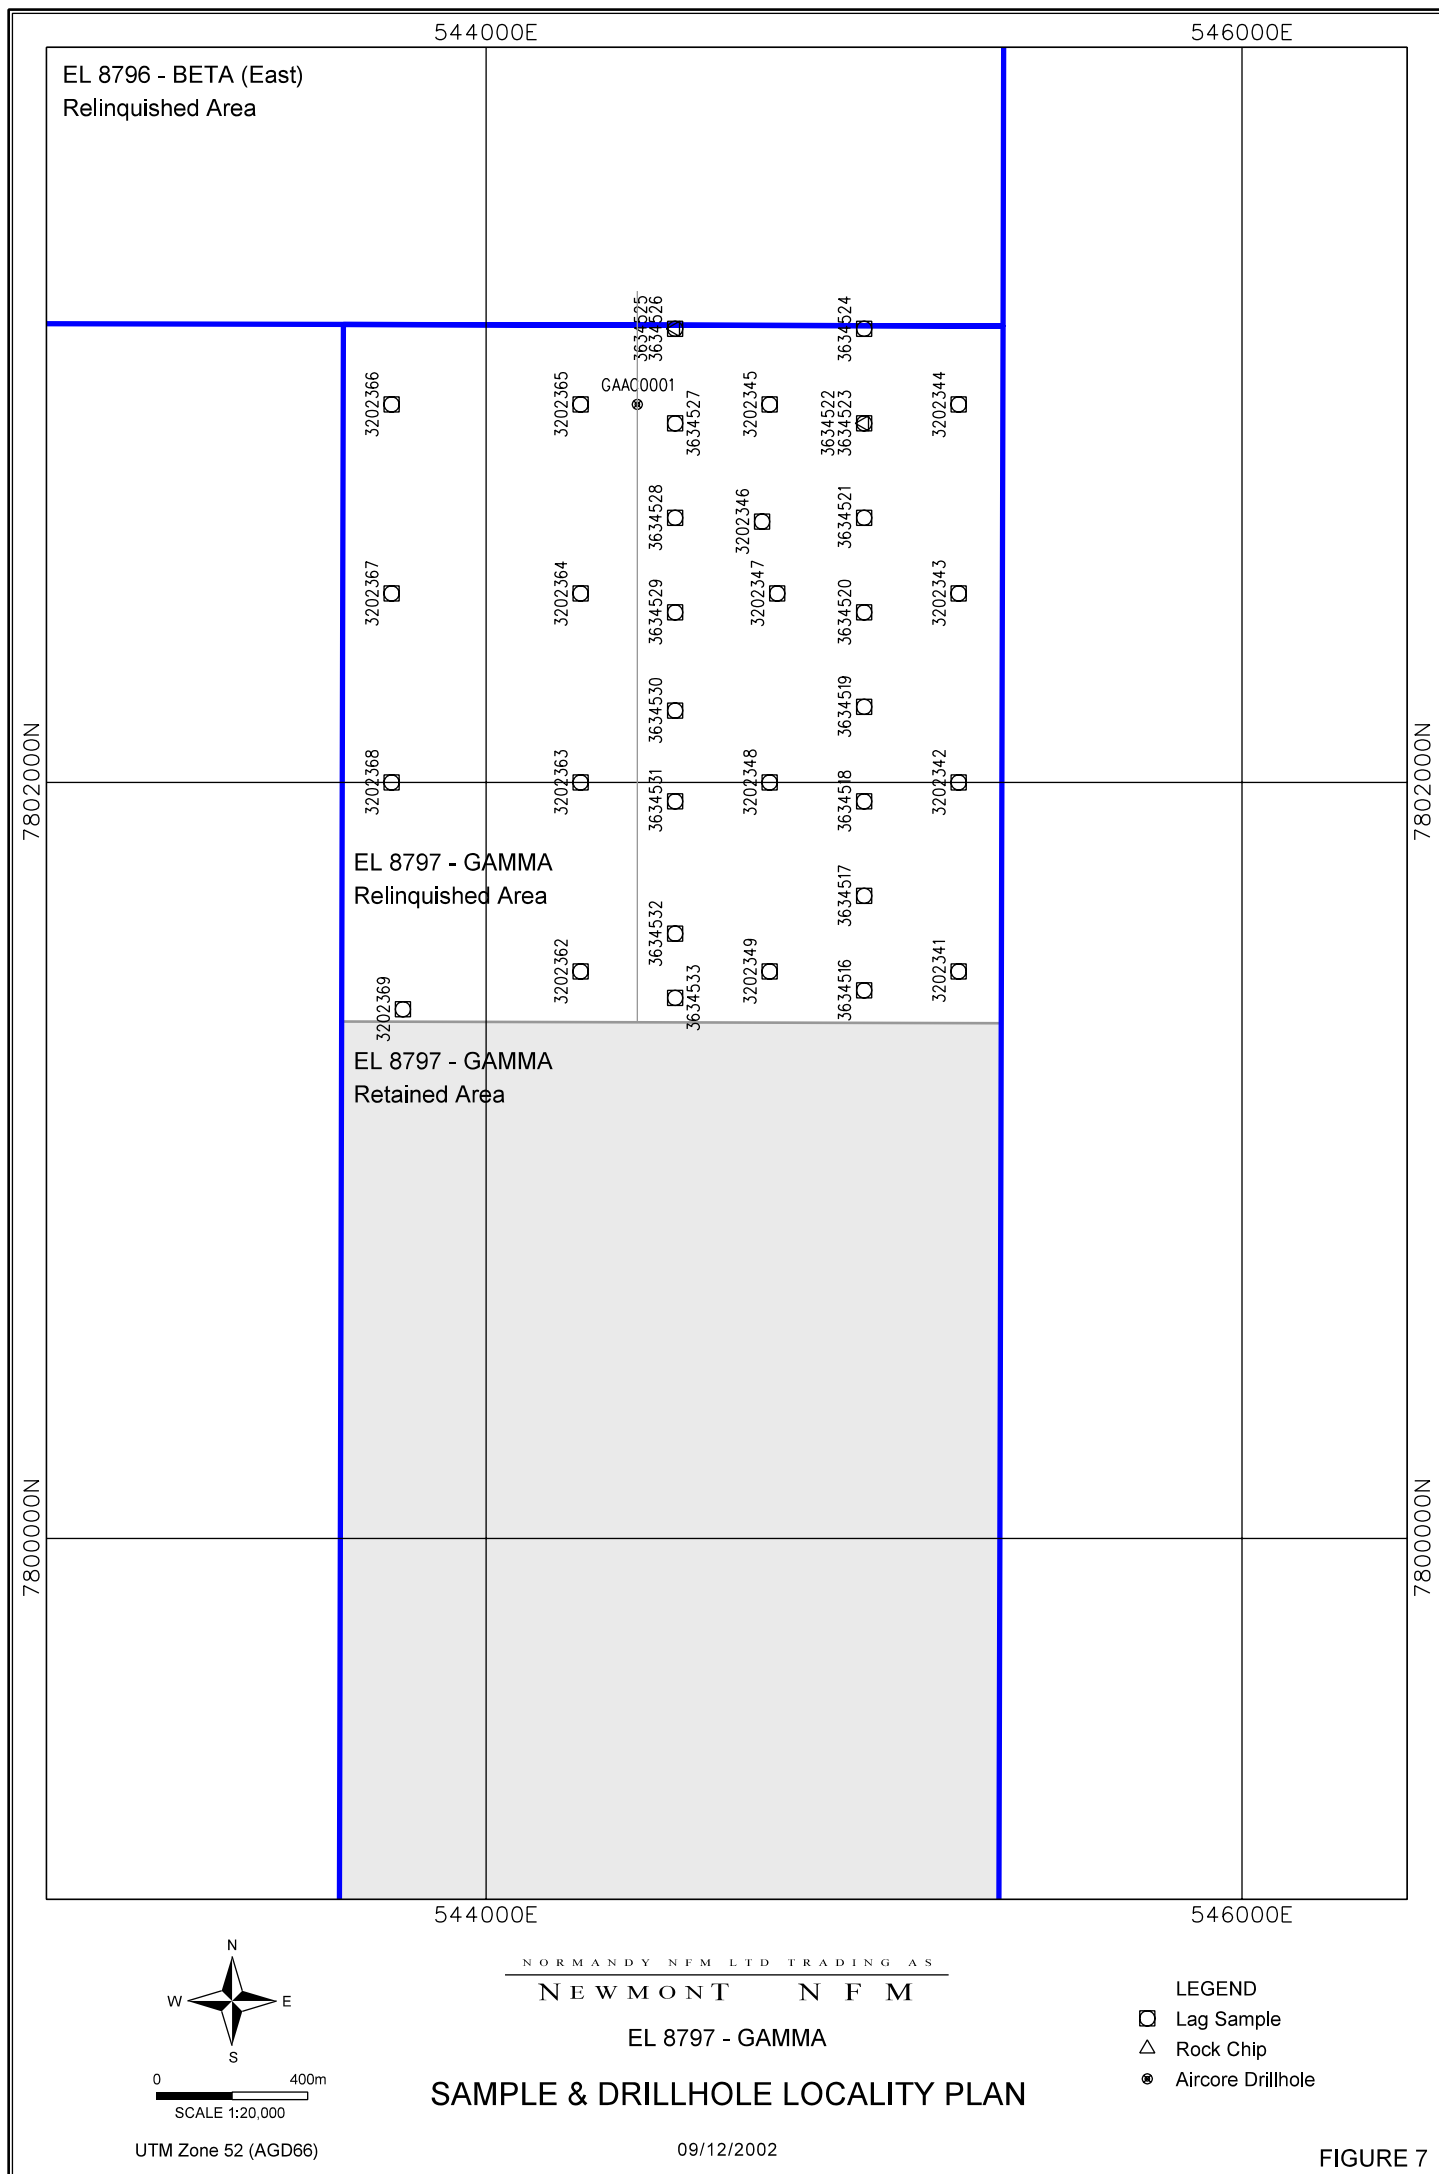 544000E
546000E
EL 8796 - BETA (East)
Relinquished Area
3634525
3634526
3634524
3202366
3202365
GAAC0001
3634527
3202345
3634522
3634523
3202344
3634528
3202346
3634521
3202367
3202364
3634529
3202347
3634520
3202343
3634530
3634519
7802000N
3202368
3202363
3634531
3202348
3634518
3202342
7802000N
EL 8797 - GAMMA
Relinquished Area
3634517
3634532
3202362
3202349
3634516
3202341
3202369
3634533
EL 8797 - GAMMA
Retained Area
7800000N
7800000N
544000E
546000E
N
W
E
S
0
400m
SCALE 1:20,000
UTM Zone 52 (AGD66)
NORMANDY NFM LTD TRADING AS
NEWMONT NFM
EL 8797 - GAMMA
SAMPLE & DRILLHOLE LOCALITY PLAN
09/12/2002
LEGEND
Lag Sample
Rock Chip
Aircore Drillhole
FIGURE 7